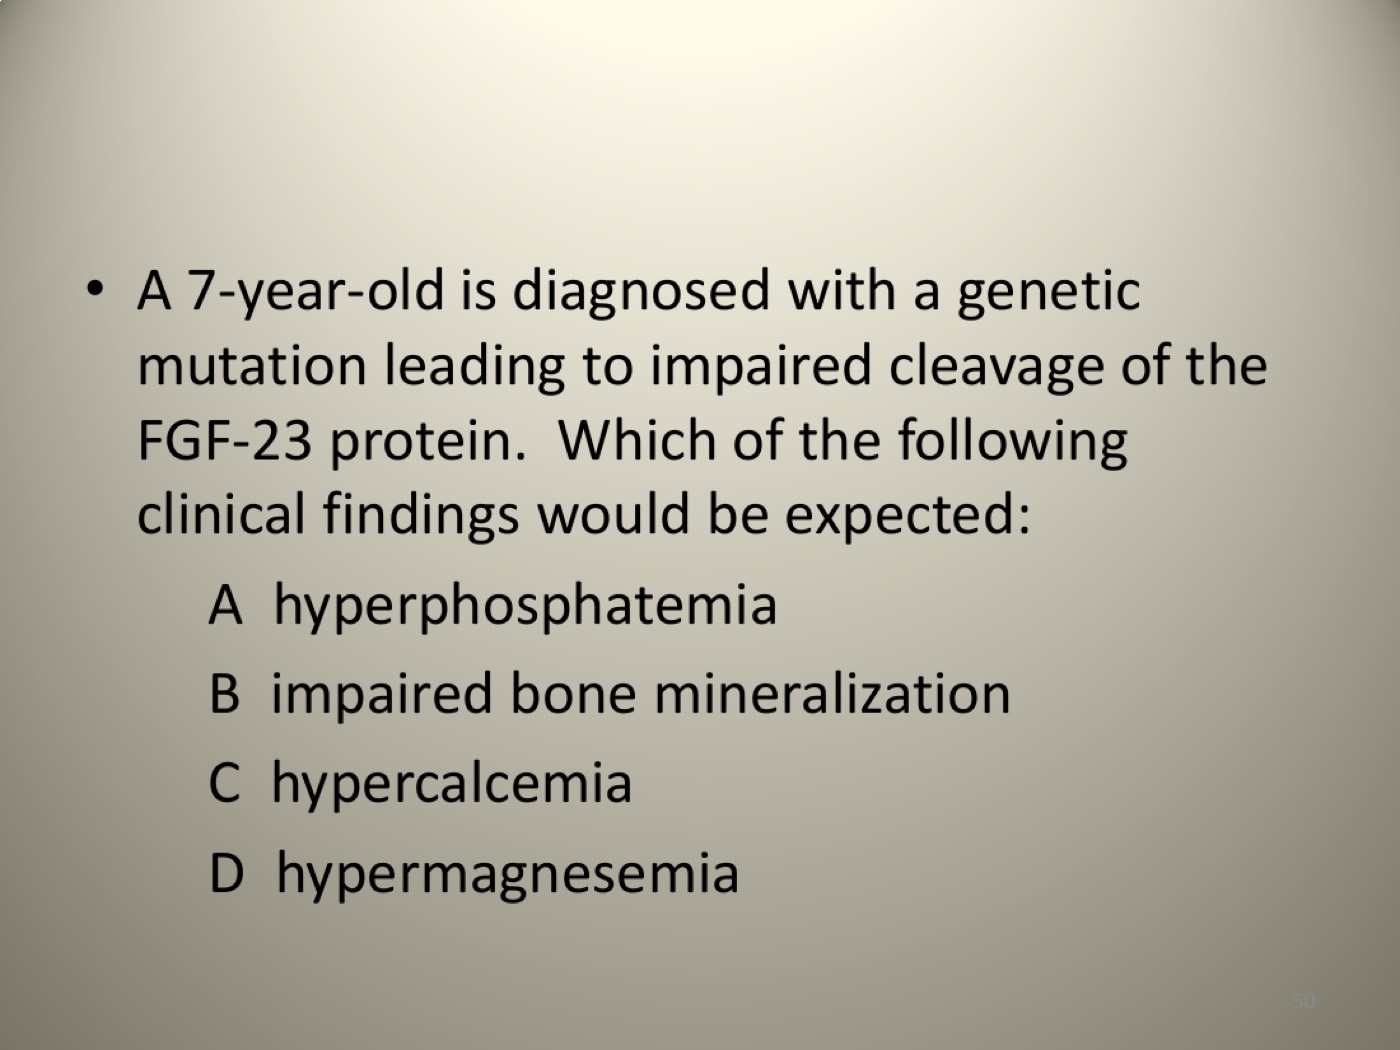 • A 7-year-old is diagnosed with a genetic
mutation leading to impaired cleavage of the
FGF-23 protein.  Which of the following
clinical findings would be expected:
A  hyperphosphatemia
B  impaired bone mineralization
C  hypercalcemia
D  hypermagnesemia
50